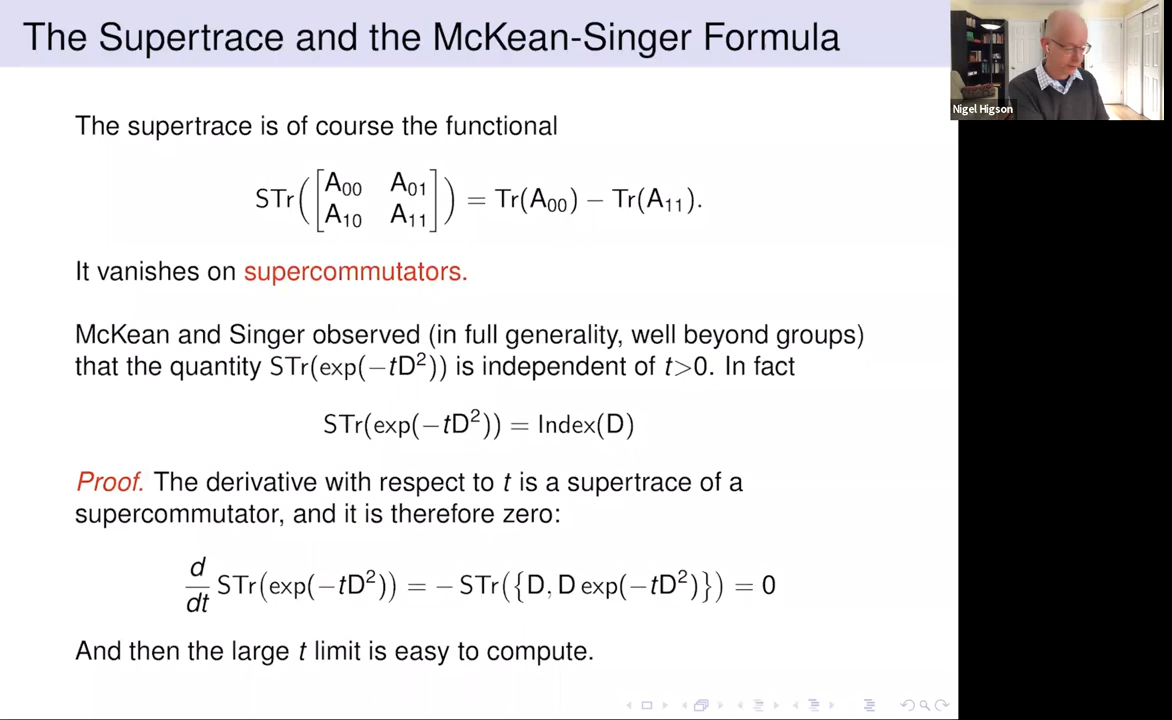 The Supertrace and the McKean-Singer Formula
The supertrace is of course the functional
STr([A₀₀ A₀₁
A₁₀ A₁₁]) = Tr(A₀₀) − Tr(A₁₁).
It vanishes on supercommutators.
McKean and Singer observed (in full generality, well beyond groups)
that the quantity STr(exp(−tD²)) is independent of t>0. In fact
STr(exp(−tD²)) = Index(D)
Proof. The derivative with respect to t is a supertrace of a
supercommutator, and it is therefore zero:
d/dt STr(exp(−tD²)) = − STr({D, D exp(−tD²)}) = 0
And then the large t limit is easy to compute.
Nigel Higson